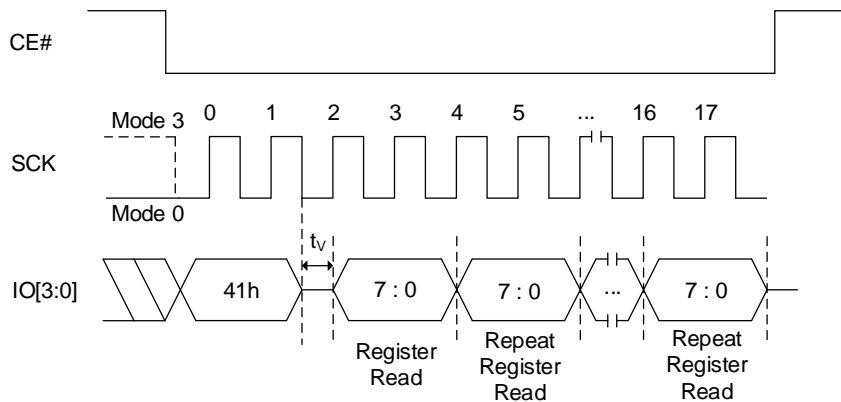 CE#
0 1 2 3 4 5 ... 16 17
Mode 3
SCK
Mode 0
tV
IO[3:0]
41h 7 : 0 7 : 0 ... 7 : 0
Register
Read
Repeat
Register
Read
Repeat
Register
Read